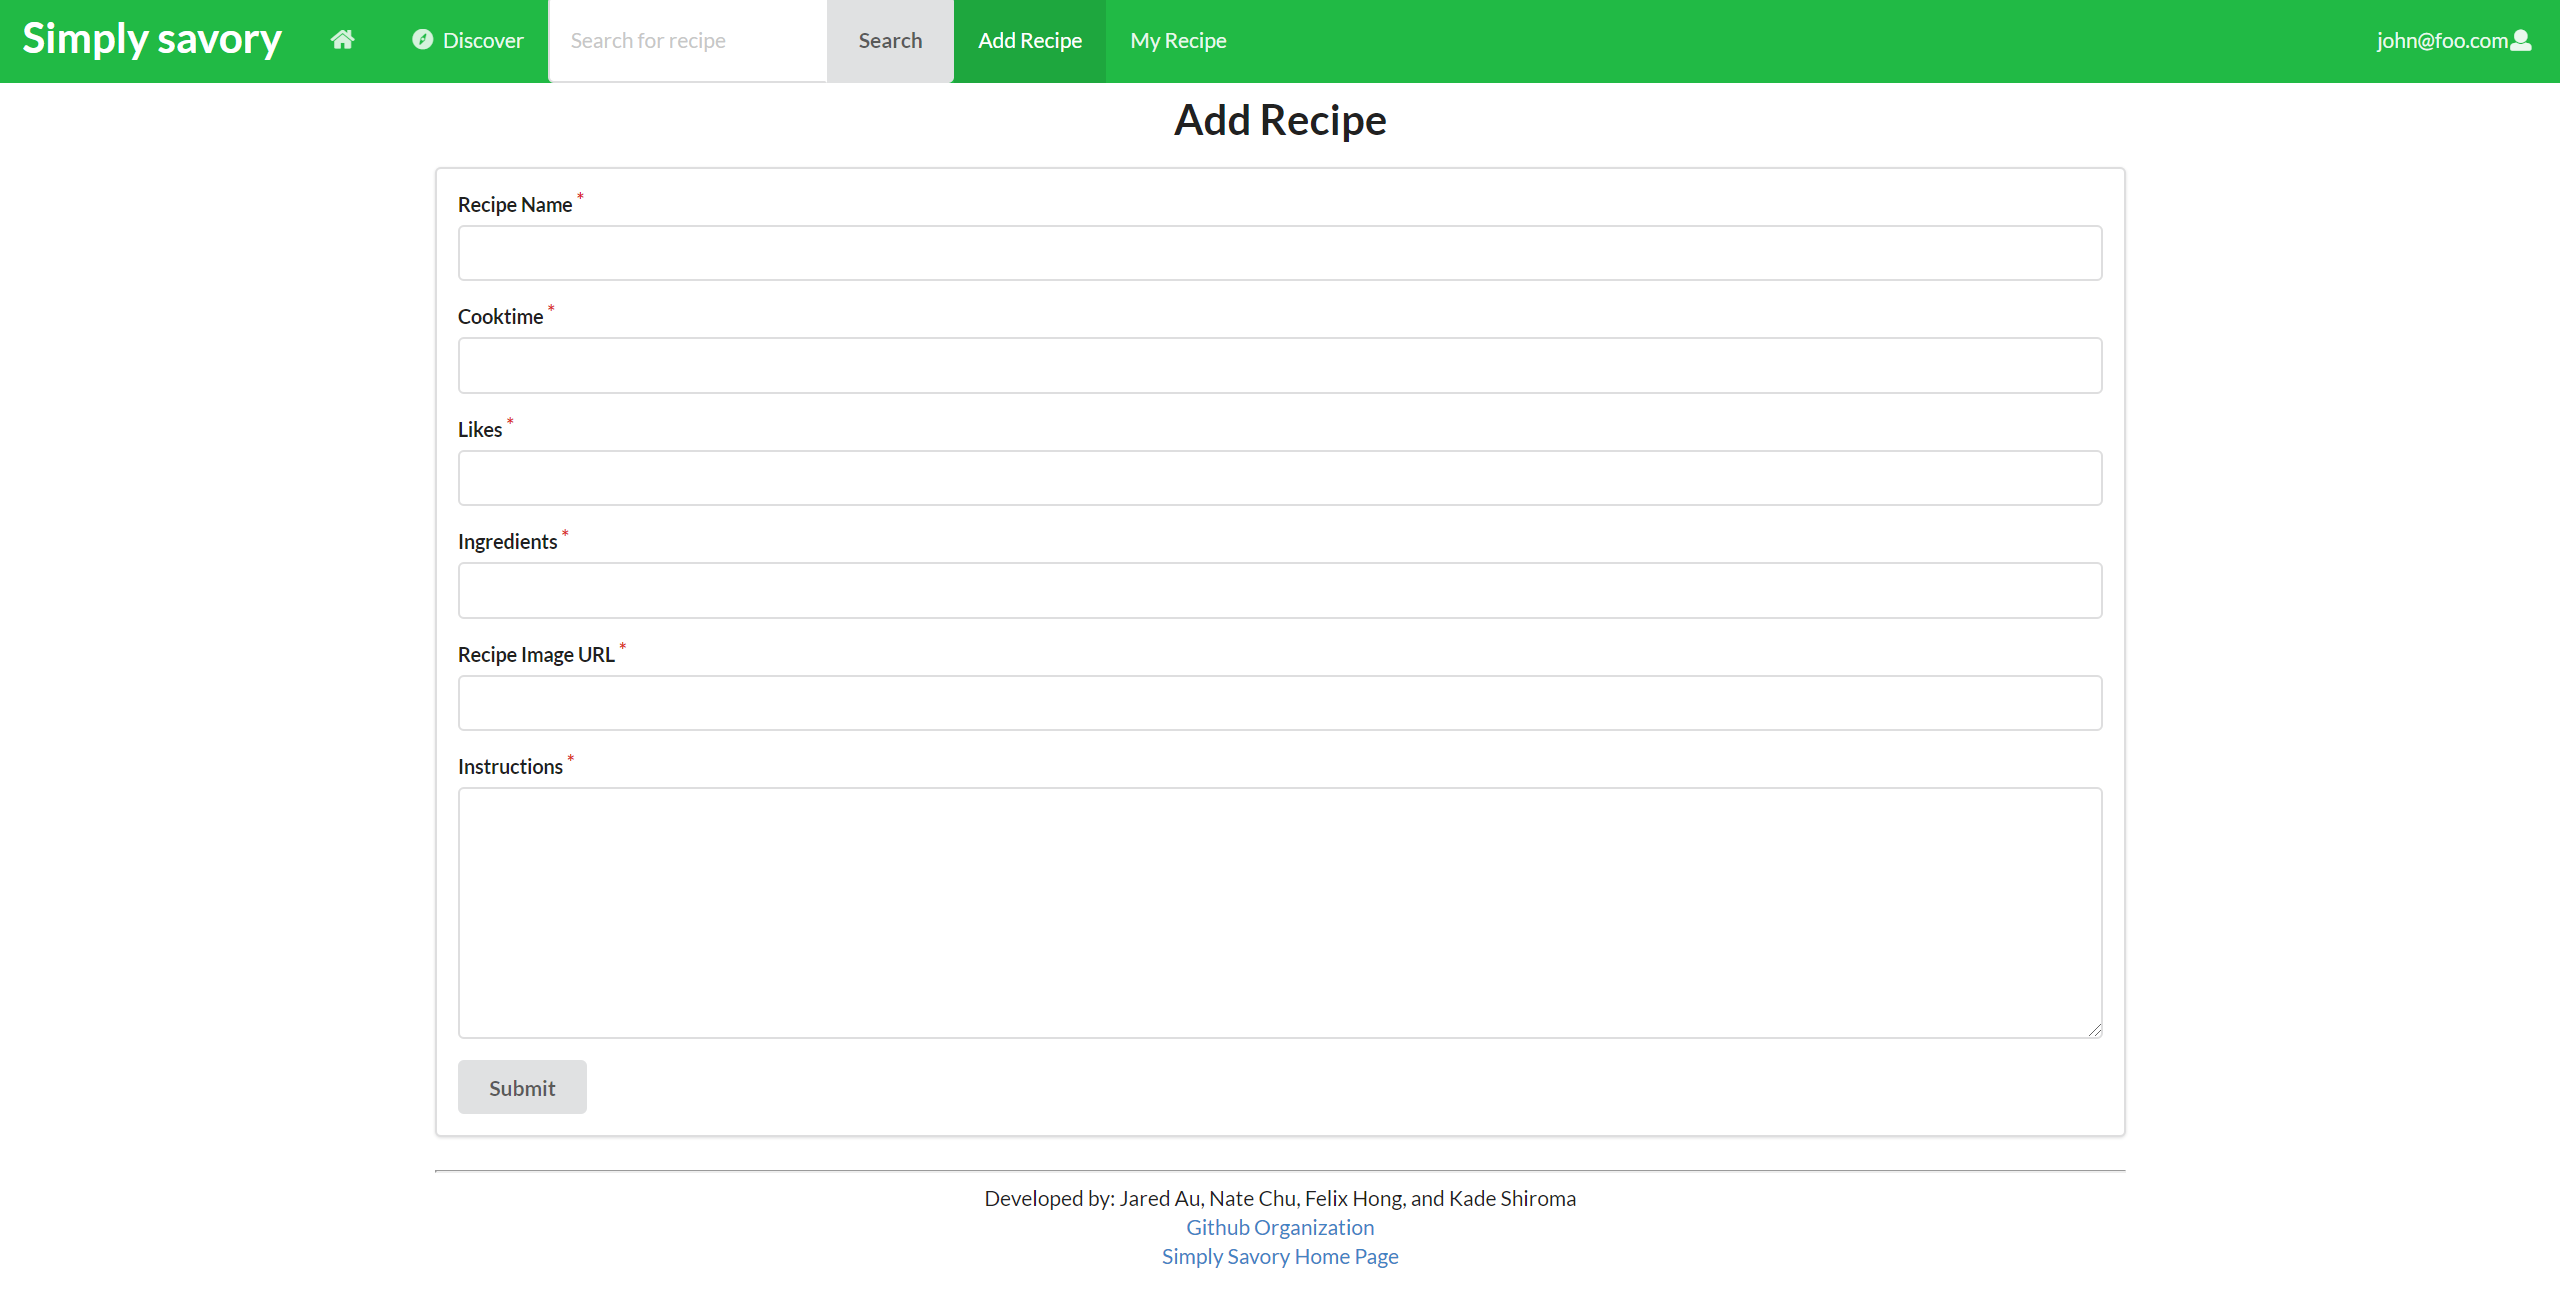 Simply savory Discover Search for recipe Search Add Recipe My Recipe john@foo.com
Add Recipe
Recipe Name *
Cooktime *
Likes *
Ingredients *
Recipe Image URL *
Instructions *
Submit
Developed by: Jared Au, Nate Chu, Felix Hong, and Kade Shiroma
Github Organization
Simply Savory Home Page